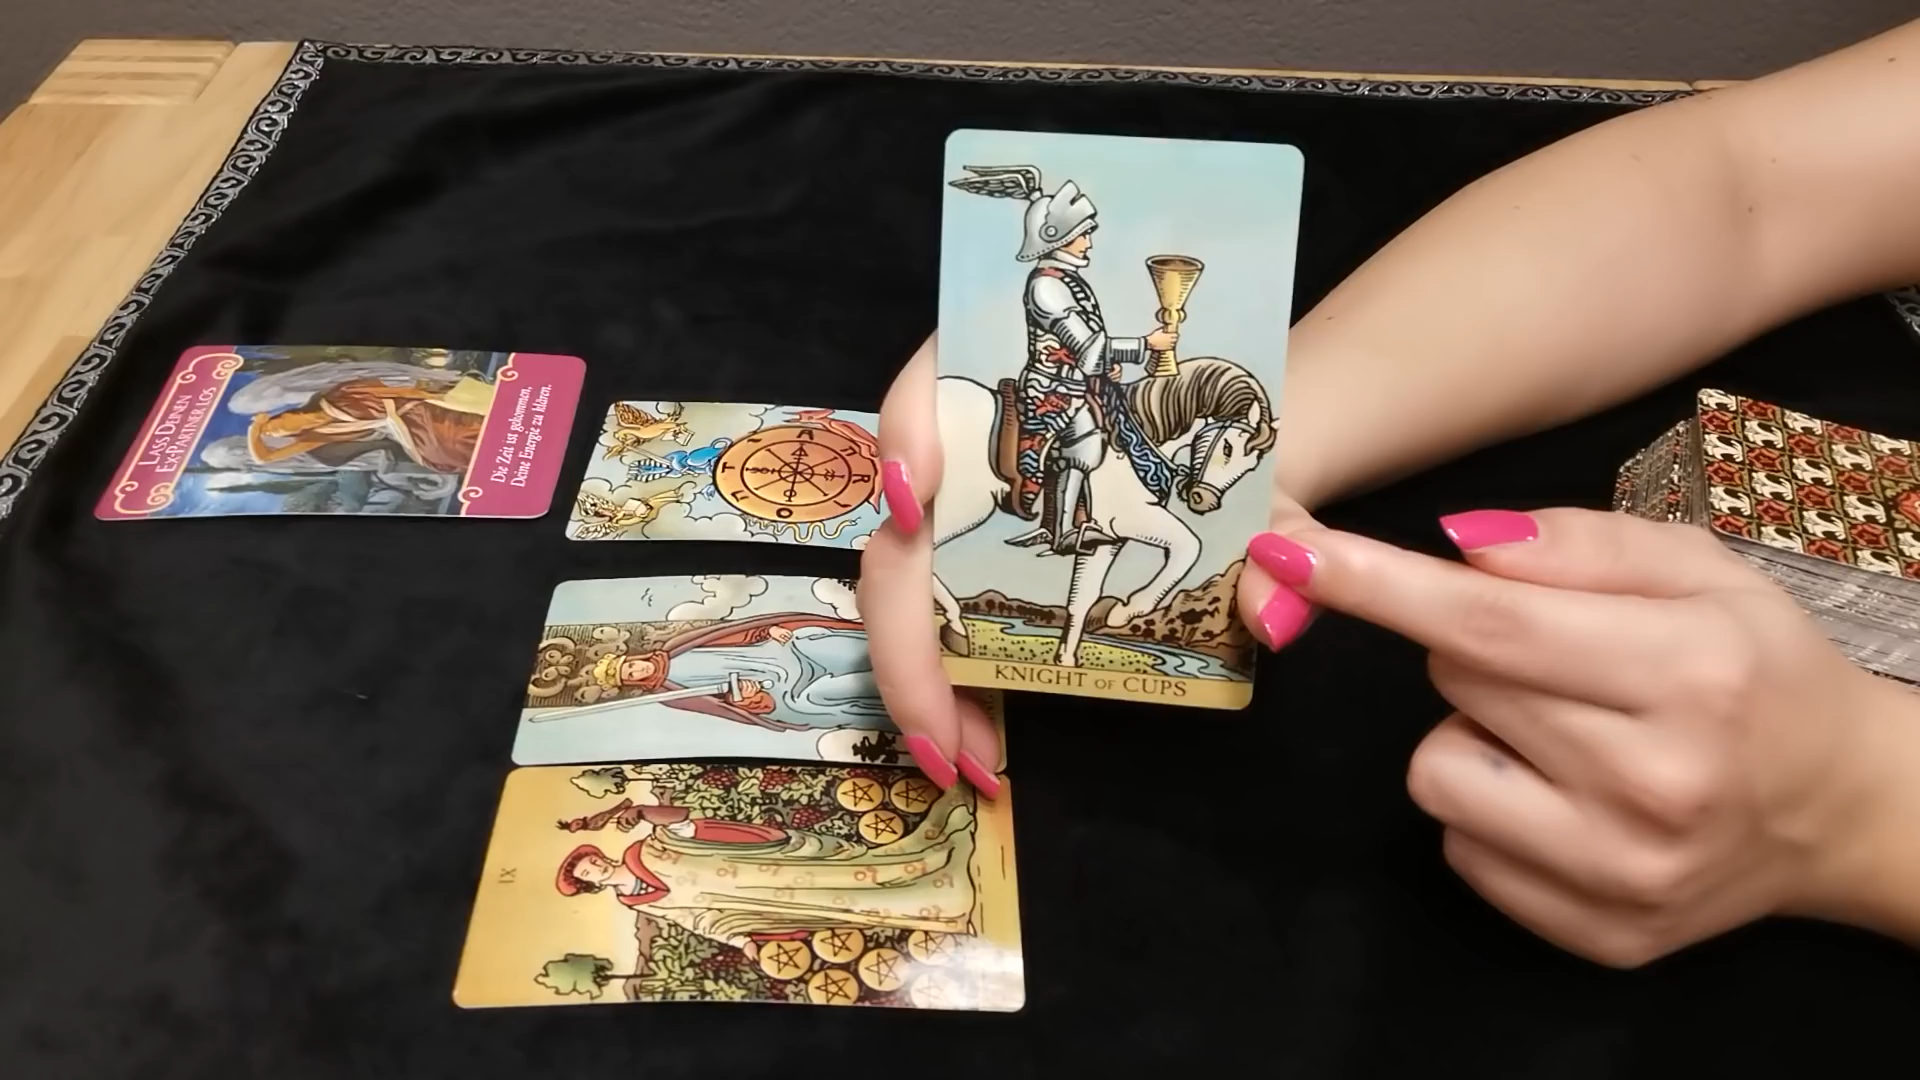 LASS DEINEN
EX-PARTNER LOS
Die Zeit ist gekommen,
Deine Energie zu klären.
KNIGHT OF CUPS
IX